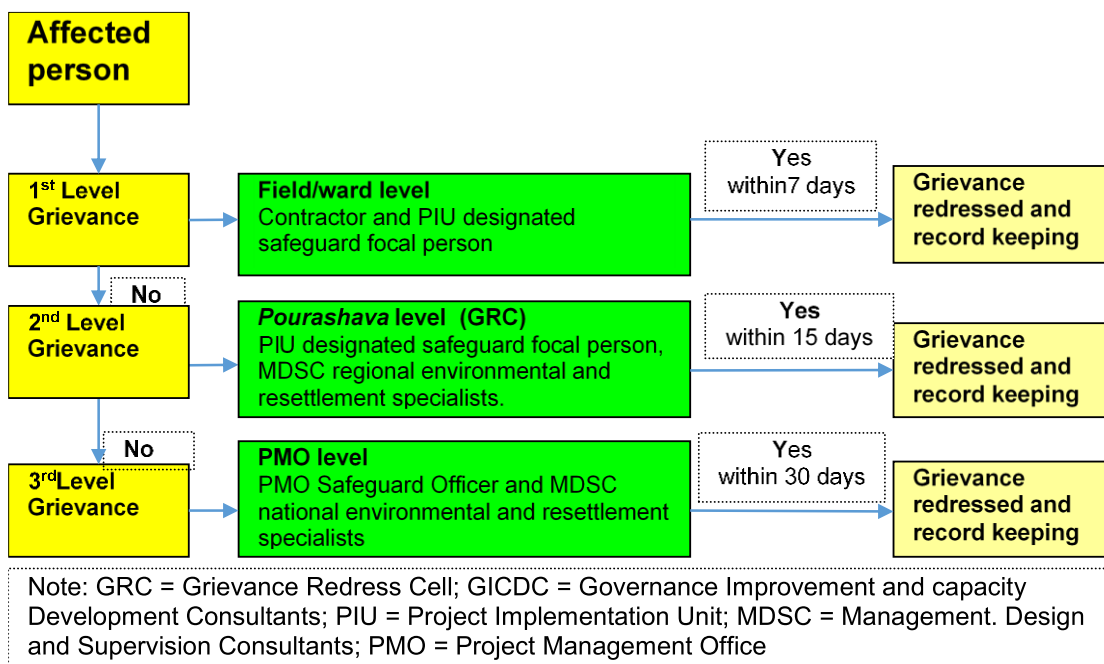 Affected
person
1st Level
Grievance
Field/ward level
Contractor and PIU designated
safeguard focal person
Yes
within7 days
Grievance
redressed and
record keeping
No
2nd Level
Grievance
Pourashava level (GRC)
PIU designated safeguard focal person,
MDSC regional environmental and
resettlement specialists.
Yes
within 15 days
Grievance
redressed and
record keeping
No
3rdLevel
Grievance
PMO level
PMO Safeguard Officer and MDSC
national environmental and resettlement
specialists
Yes
within 30 days
Grievance
redressed and
record keeping
Note: GRC = Grievance Redress Cell; GICDC = Governance Improvement and capacity
Development Consultants; PIU = Project Implementation Unit; MDSC = Management. Design
and Supervision Consultants; PMO = Project Management Office